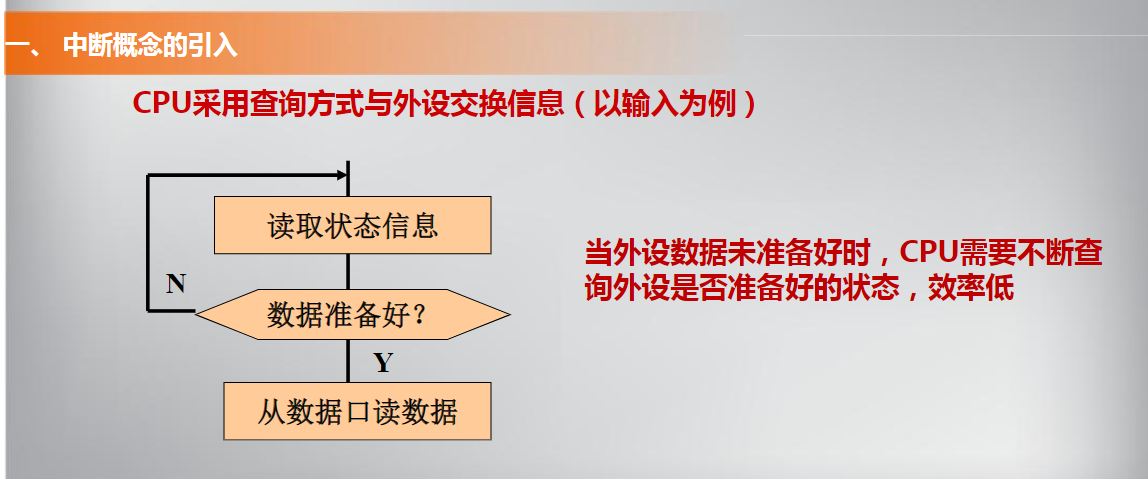 一、 中断概念的引入
CPU采用查询方式与外设交换信息（以输入为例）
读取状态信息
N
数据准备好？
Y
从数据口读数据
当外设数据未准备好时，CPU需要不断查
询外设是否准备好的状态，效率低